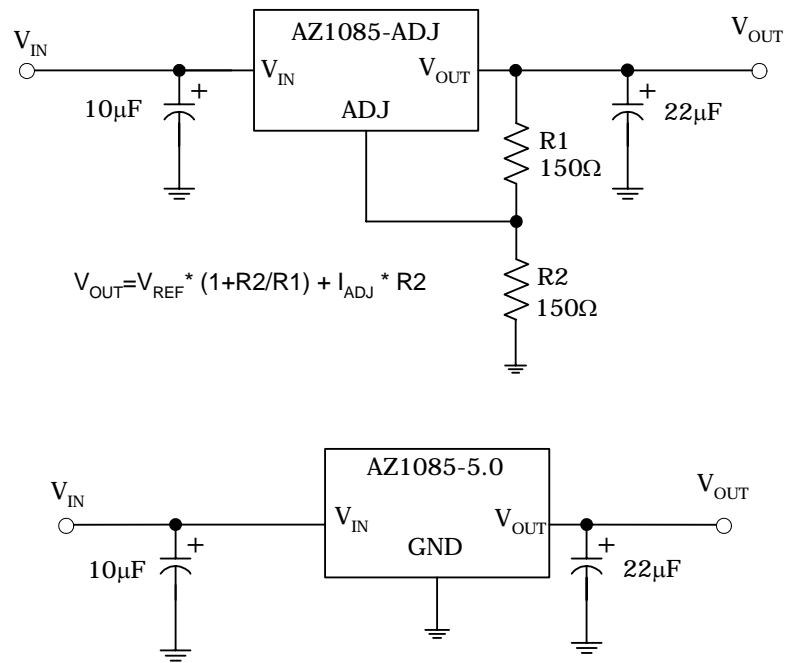 AZ1085-ADJ
V_IN
V_IN
V_OUT
V_OUT
10μF
+
ADJ
+
22μF
R1
150Ω
V_OUT=V_REF* (1+R2/R1) + I_ADJ * R2
R2
150Ω
AZ1085-5.0
V_IN
V_IN
V_OUT
V_OUT
10μF
+
GND
+
22μF